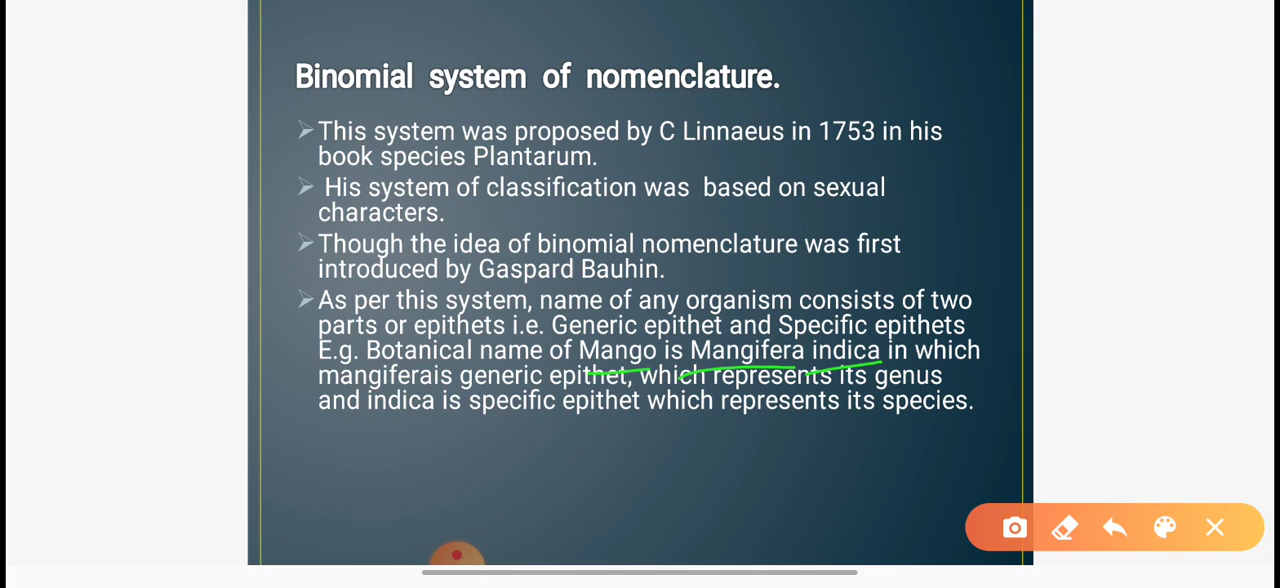 Binomial system of nomenclature.
This system was proposed by C Linnaeus in 1753 in his
book species Plantarum.
His system of classification was based on sexual
characters.
Though the idea of binomial nomenclature was first
introduced by Gaspard Bauhin.
As per this system, name of any organism consists of two
parts or epithets i.e. Generic epithet and Specific epithets
E.g. Botanical name of Mango is Mangifera indica in which
mangiferais generic epithet, which represents its genus
and indica is specific epithet which represents its species.